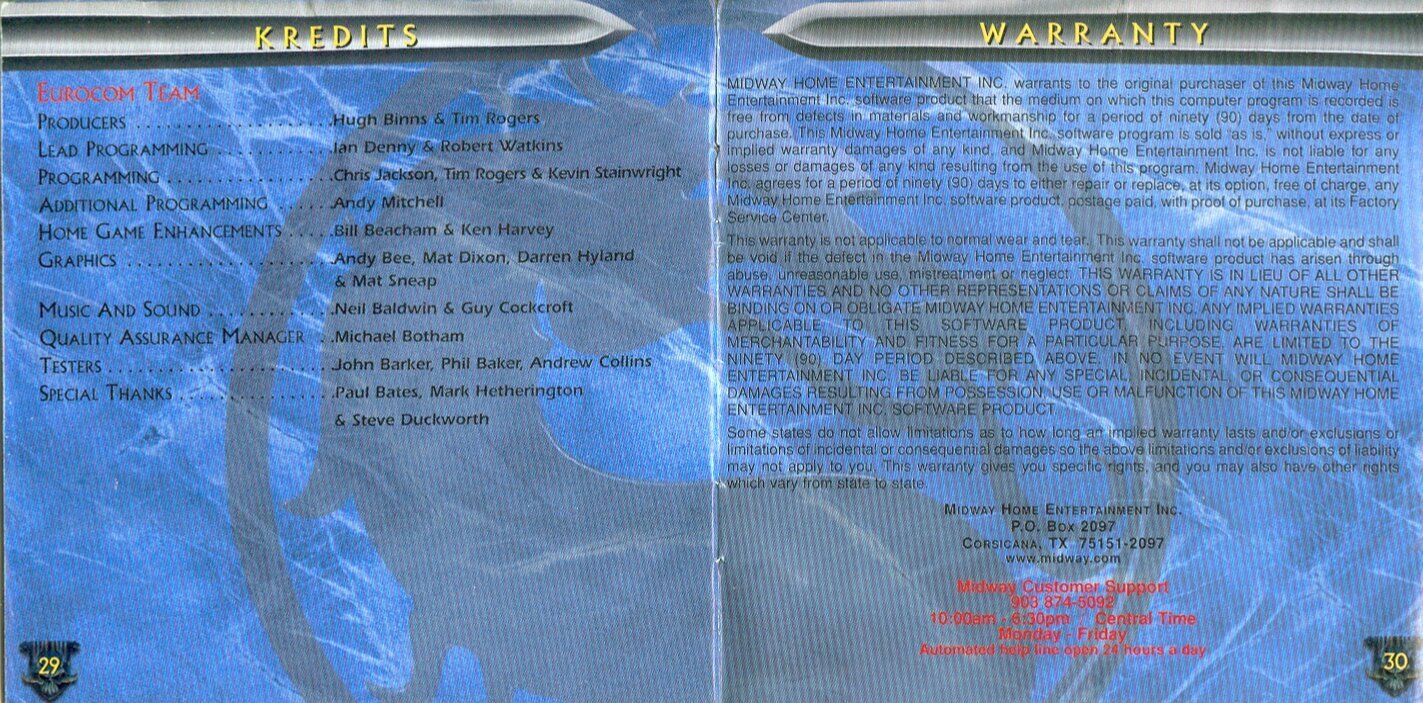 KREDITS
EUROCOM TEAM
PRODUCERS . . . . . . . . . . . . . . . . . . . . .Hugh Binns & Tim Rogers
LEAD PROGRAMMING . . . . . . . . . . . .Ian Denny & Robert Watkins
PROGRAMMING . . . . . . . . . . . . . . . . .Chris Jackson, Tim Rogers & Kevin Stainwright
ADDITIONAL PROGRAMMING . . . . . .Andy Mitchell
HOME GAME ENHANCEMENTS . . . . .Bill Beacham & Ken Harvey
GRAPHICS . . . . . . . . . . . . . . . . . . . . . .Andy Bee, Mat Dixon, Darren Hyland
& Mat Sneap
MUSIC AND SOUND . . . . . . . . . . . . .Neil Baldwin & Guy Cockcroft
QUALITY ASSURANCE MANAGER . .Michael Botham
TESTERS . . . . . . . . . . . . . . . . . . . . . . . .John Barker, Phil Baker, Andrew Collins
SPECIAL THANKS . . . . . . . . . . . . . . . .Paul Bates, Mark Hetherington
& Steve Duckworth
29
WARRANTY
MIDWAY HOME ENTERTAINMENT INC. warrants to the original purchaser of this Midway Home
Entertainment Inc. software product that the medium on which this computer program is recorded is
free from defects in materials and workmanship for a period of ninety (90) days from the date of
purchase. This Midway Home Entertainment Inc. software program is sold "as is," without express or
implied warranty damages of any kind, and Midway Home Entertainment Inc. is not liable for any
losses or damages of any kind resulting from the use of this program. Midway Home Entertainment
Inc. agrees for a period of ninety (90) days to either repair or replace, at its option, free of charge, any
Midway Home Entertainment Inc. software product, postage paid, with proof of purchase, at its Factory
Service Center.
This warranty is not applicable to normal wear and tear. This warranty shall not be applicable and shall
be void if the defect in the Midway Home Entertainment Inc. software product has arisen through
abuse, unreasonable use, mistreatment or neglect. THIS WARRANTY IS IN LIEU OF ALL OTHER
WARRANTIES AND NO OTHER REPRESENTATIONS OR CLAIMS OF ANY NATURE SHALL BE
BINDING ON OR OBLIGATE MIDWAY HOME ENTERTAINMENT INC. ANY IMPLIED WARRANTIES
APPLICABLE TO THIS SOFTWARE PRODUCT, INCLUDING WARRANTIES OF
MERCHANTABILITY AND FITNESS FOR A PARTICULAR PURPOSE, ARE LIMITED TO THE
NINETY (90) DAY PERIOD DESCRIBED ABOVE. IN NO EVENT WILL MIDWAY HOME
ENTERTAINMENT INC. BE LIABLE FOR ANY SPECIAL, INCIDENTAL, OR CONSEQUENTIAL
DAMAGES RESULTING FROM POSSESSION, USE OR MALFUNCTION OF THIS MIDWAY HOME
ENTERTAINMENT INC. SOFTWARE PRODUCT.
Some states do not allow limitations as to how long an implied warranty lasts and/or exclusions or
limitations of incidental or consequential damages so the above limitations and/or exclusions of liability
may not apply to you. This warranty gives you specific rights, and you may also have other rights
which vary from state to state.
MIDWAY HOME ENTERTAINMENT INC.
P.O. BOX 2097
CORSICANA, TX 75151-2097
www.midway.com
Midway Customer Support
903 874-5092
10:00am - 6:30pm / Central Time
Monday - Friday
Automated help line open 24 hours a day
30